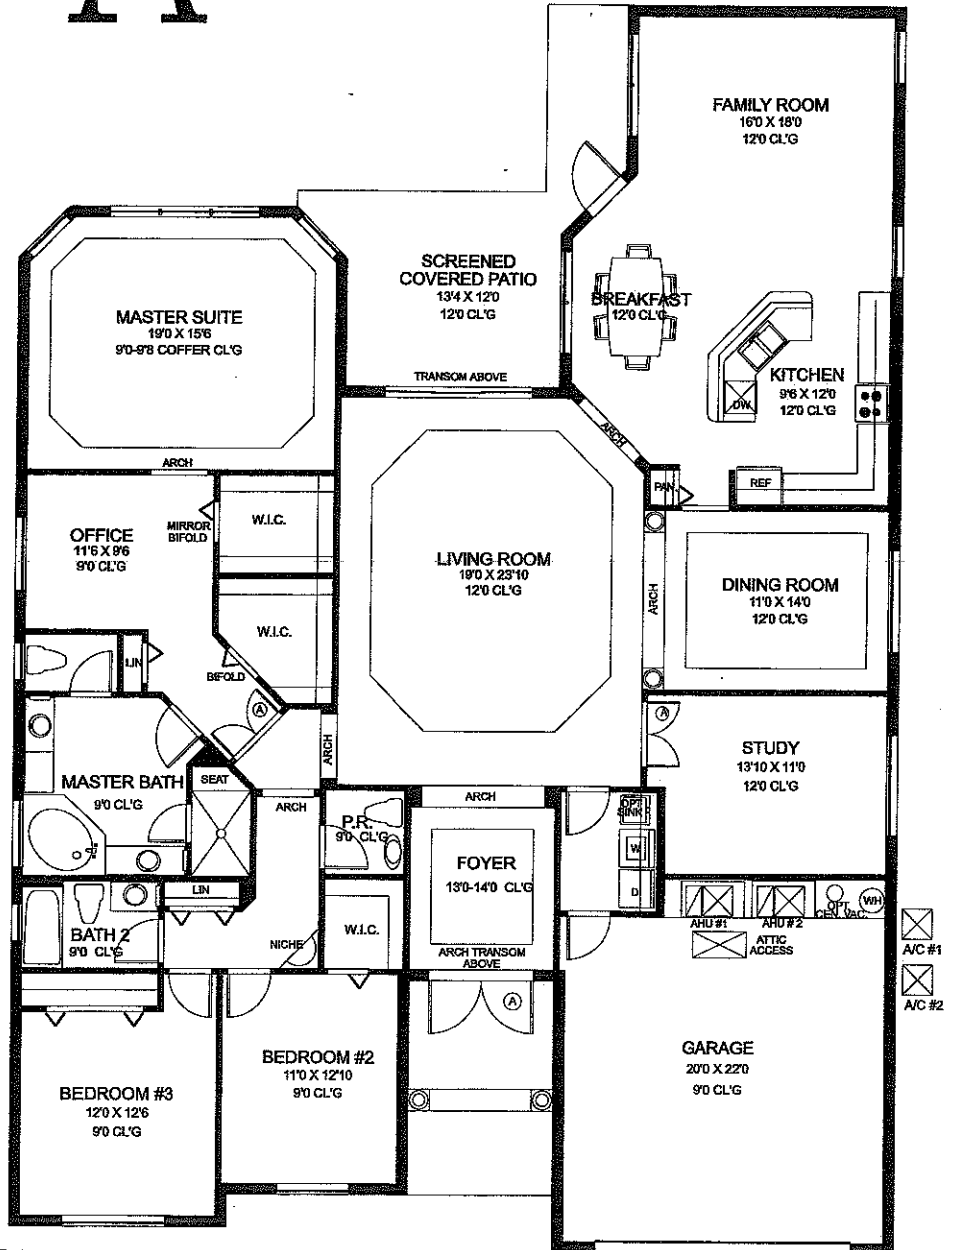 FAMILY ROOM
16'0 X 18'0
12'0 CL'G
SCREENED
COVERED PATIO
13'4 X 12'0
12'0 CL'G
BREAKFAST
12'0 CL'G
MASTER SUITE
19'0 X 15'6
9'0-9'8 COFFER CL'G
KITCHEN
9'6 X 12'0
12'0 CL'G
DW
TRANSOM ABOVE
ARCH
ARCH
PAN.
REF
OFFICE
11'6 X 9'6
9'0 CL'G
MIRROR
BIFOLD
W.I.C.
LIVING ROOM
19'0 X 23'10
12'0 CL'G
ARCH
DINING ROOM
11'0 X 14'0
12'0 CL'G
W.I.C.
LIN
BIFOLD
A
A
STUDY
13'10 X 11'0
12'0 CL'G
ARCH
MASTER BATH
9'0 CL'G
SEAT
ARCH
ARCH
P.R.
9'0 CL'G
OPT
SINK
W
D
FOYER
13'0-14'0 CL'G
LIN
BATH 2
9'0 CL'G
NICHE
W.I.C.
ARCH TRANSOM
ABOVE
AHU #1
AHU #2
OPT
CEN. VAC.
WH
ATTIC
ACCESS
A/C #1
A/C #2
A
BEDROOM #2
11'0 X 12'10
9'0 CL'G
BEDROOM #3
12'0 X 12'6
9'0 CL'G
GARAGE
20'0 X 22'0
9'0 CL'G